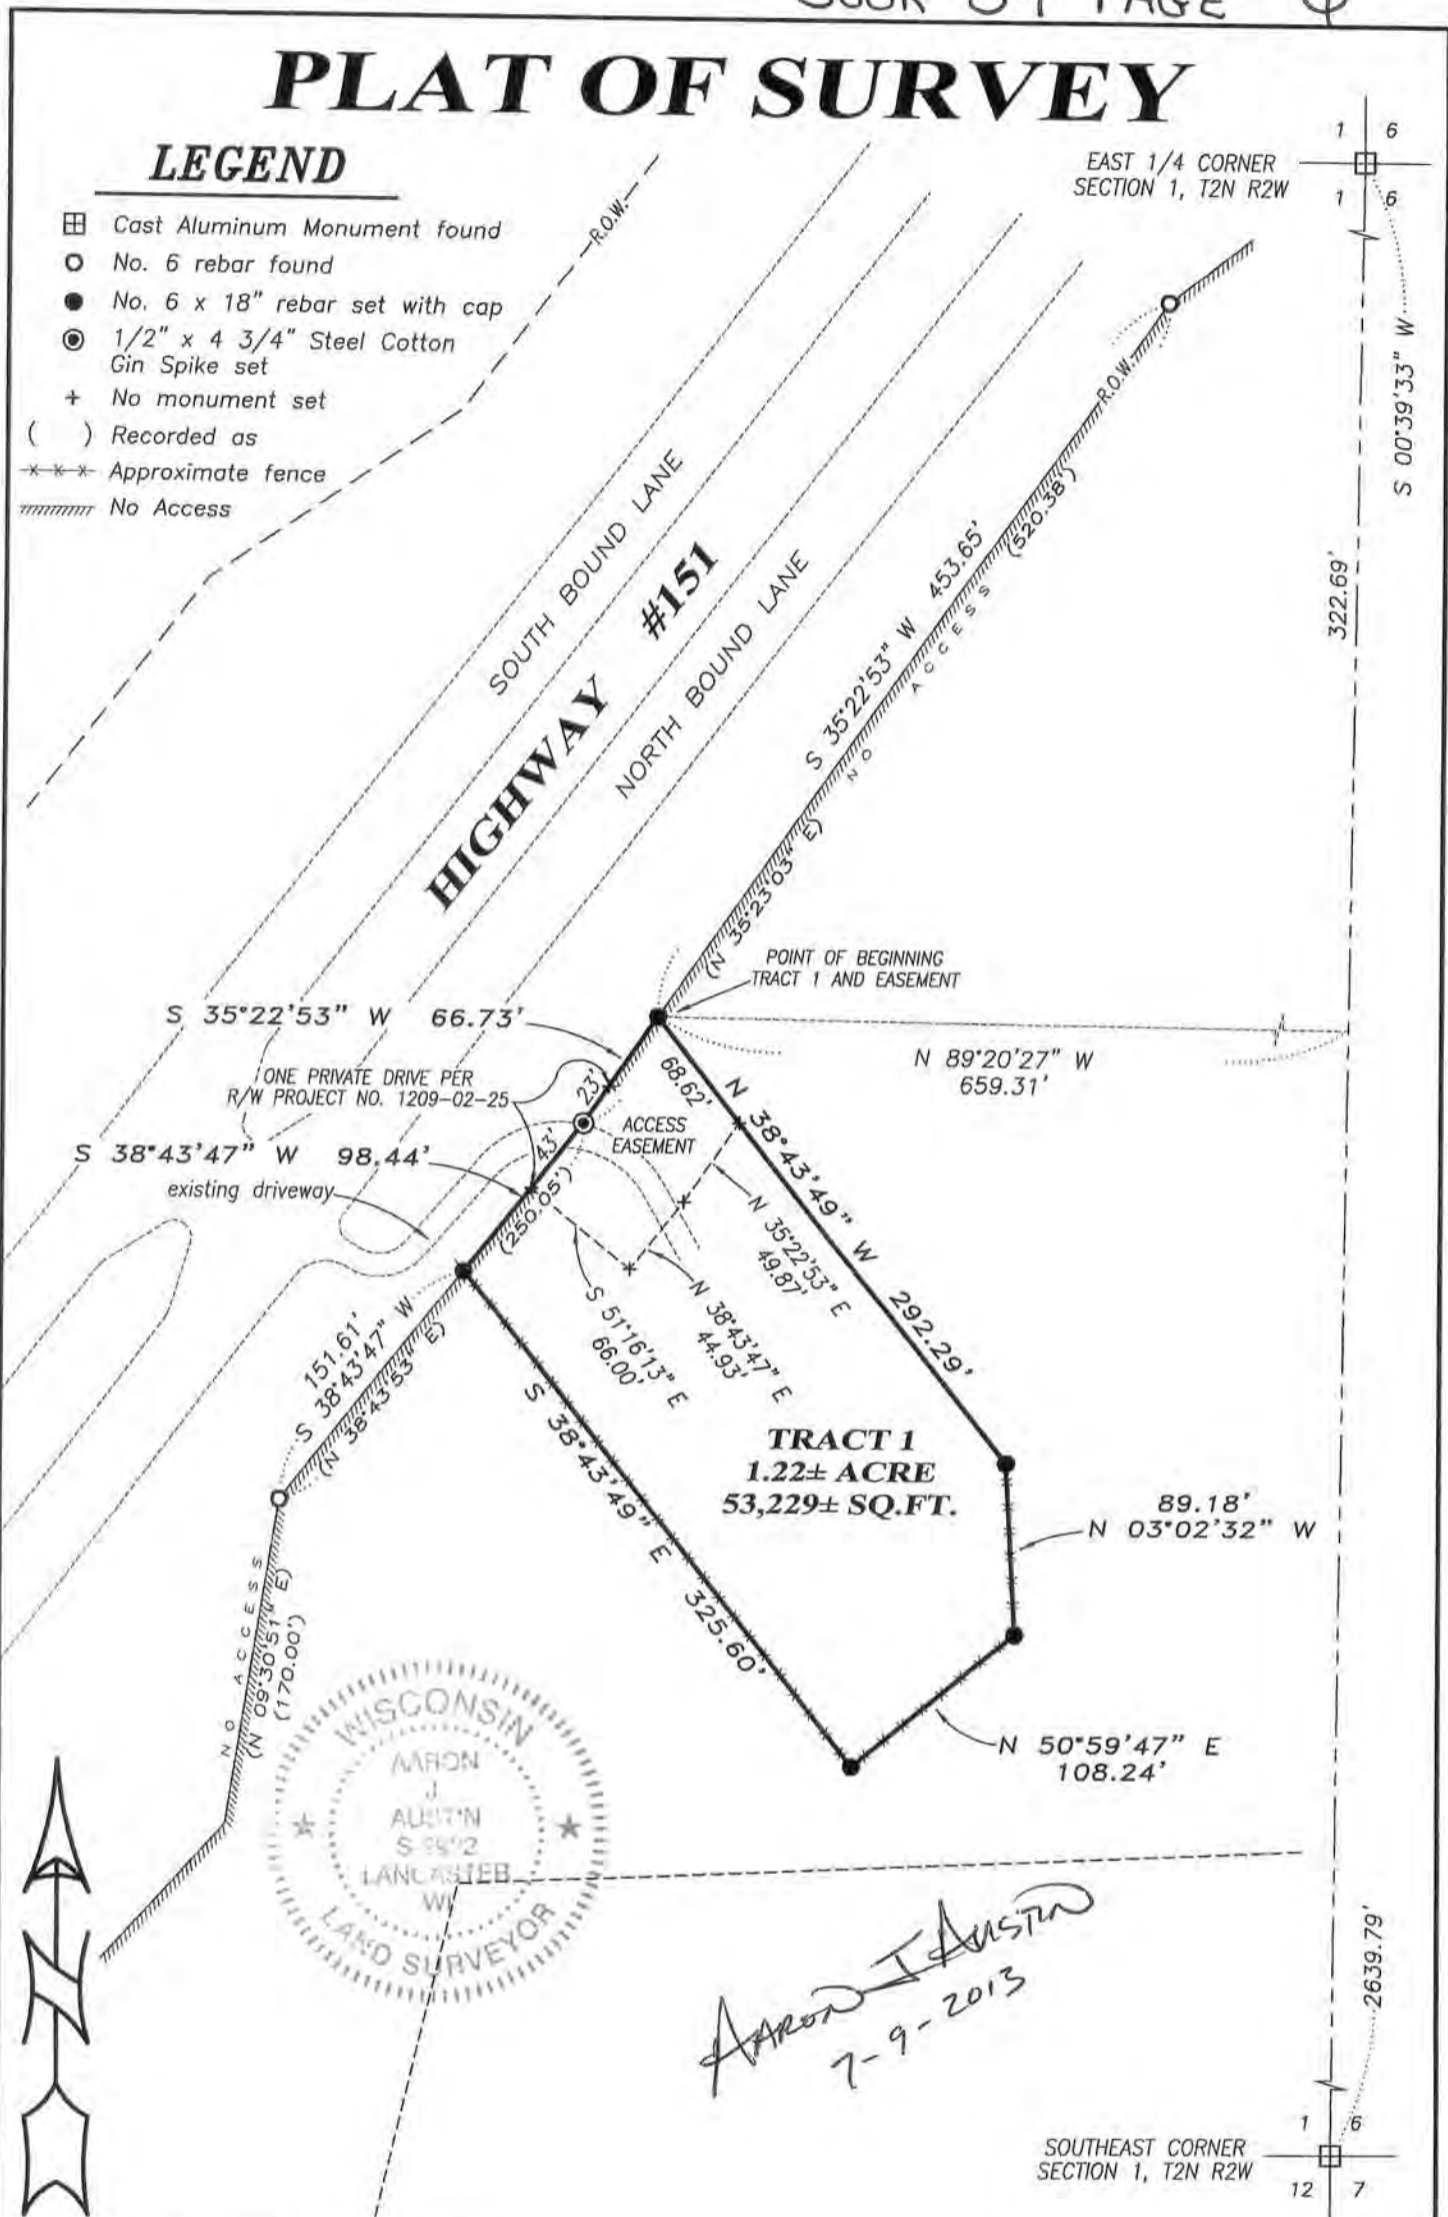 PAGE
PLAT OF SURVEY
LEGEND
Cast Aluminum Monument found
No. 6 rebar found
No. 6 x 18" rebar set with cap
1/2" x 4 3/4" Steel Cotton
Gin Spike set
+ No monument set
( ) Recorded as
-x-x-x- Approximate fence
No Access
R.O.W.
EAST 1/4 CORNER
SECTION 1, T2N R2W
1 6
1 6
S 00°39'33" W
322.69'
R.O.W.
(520.38')
S 35°22'53" W 453.65'
NO ACCESS
(N 35°23'03" E)
SOUTH BOUND LANE
HIGHWAY #151
NORTH BOUND LANE
POINT OF BEGINNING
TRACT 1 AND EASEMENT
S 35°22'53" W 66.73'
N 89°20'27" W
659.31'
ONE PRIVATE DRIVE PER
R/W PROJECT NO. 1209-02-25
23'
68.62'
ACCESS
EASEMENT
S 38°43'47" W 98.44'
43'
(250.05')
existing driveway
N 38°43'49" W 292.29'
N 35°22'53" E
49.87'
N 38°43'47" E
44.93'
S 51°16'13" E
66.00'
151.61'
S 38°43'47" W
(N 38°43'53" E)
S 38°43'49" E 325.60'
TRACT 1
1.22± ACRE
53,229± SQ.FT.
89.18'
N 03°02'32" W
NO ACCESS
(N 09°30'51" E)
(170.00')
N 50°59'47" E
108.24'
WISCONSIN
AARON
J
AUSTIN
LANCASTER
WI
LAND SURVEYOR
AARON J AUSTIN
7-9-2013
2639.79'
SOUTHEAST CORNER
SECTION 1, T2N R2W
1 6
12 7